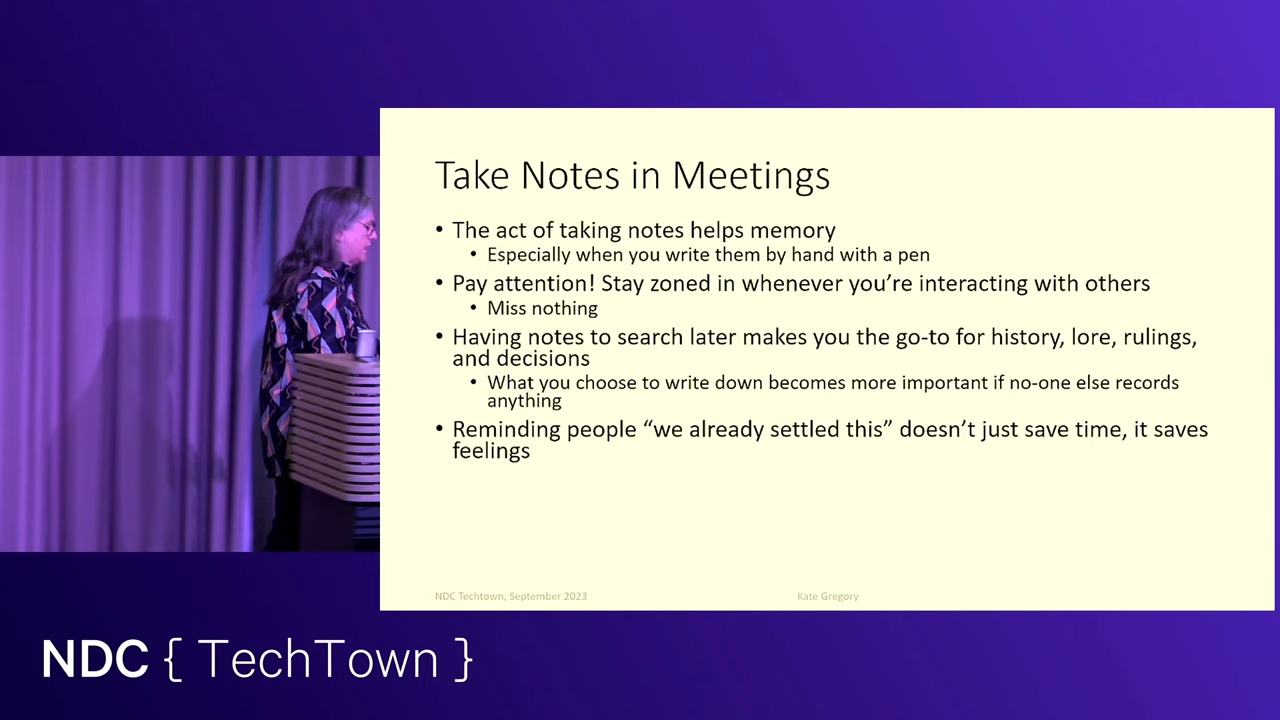 Take Notes in Meetings
• The act of taking notes helps memory
• Especially when you write them by hand with a pen
• Pay attention! Stay zoned in whenever you’re interacting with others
• Miss nothing
• Having notes to search later makes you the go-to for history, lore, rulings,
and decisions
• What you choose to write down becomes more important if no-one else records
anything
• Reminding people “we already settled this” doesn’t just save time, it saves
feelings
NDC Techtown, September 2023
Kate Gregory
NDC { TechTown }